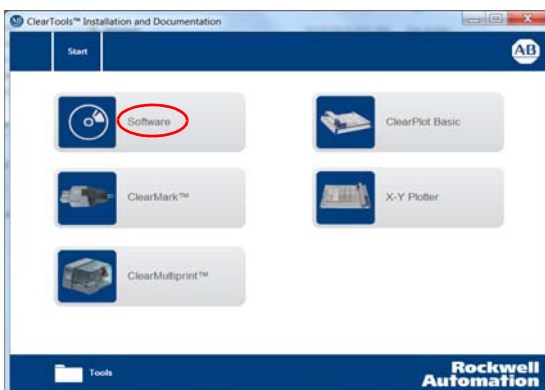 ClearTools™ Installation and Documentation
Start
AB
Software
ClearPlot Basic
ClearMark™
X-Y Plotter
ClearMultiprint™
Tools
Rockwell
Automation